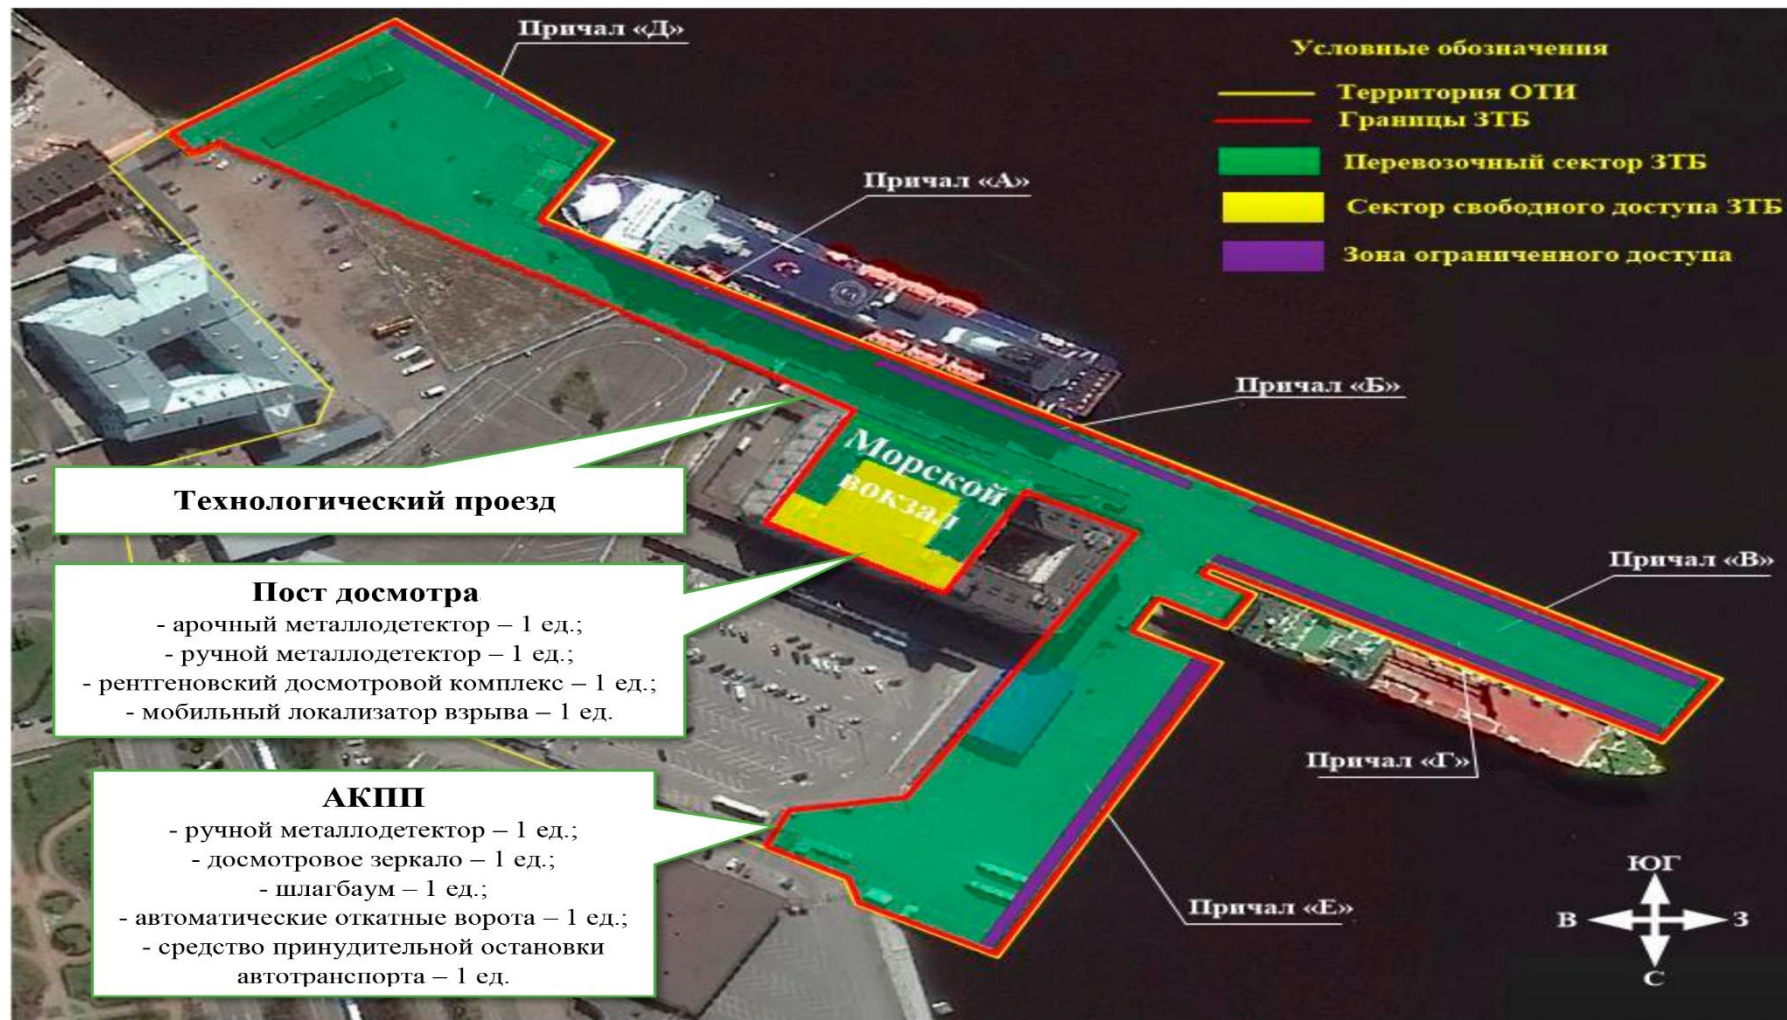 Причал «Д»
Условные обозначения
Территория ОТИ
Границы ЗТБ
Перевозочный сектор ЗТБ
Причал «А»
Сектор свободного доступа ЗТБ
Зона ограниченного доступа
Причал «Б»
Морской
вокзал
Технологический проезд
Причал «В»
Пост досмотра
- арочный металлодетектор – 1 ед.;
- ручной металлодетектор – 1 ед.;
- рентгеновский досмотровой комплекс – 1 ед.;
- мобильный локализатор взрыва – 1 ед.
Причал «Г»
АКПП
- ручной металлодетектор – 1 ед.;
- досмотровое зеркало – 1 ед.;
- шлагбаум – 1 ед.;
- автоматические откатные ворота – 1 ед.;
- средство принудительной остановки
автотранспорта – 1 ед.
Причал «Е»
ЮГ
В
З
С